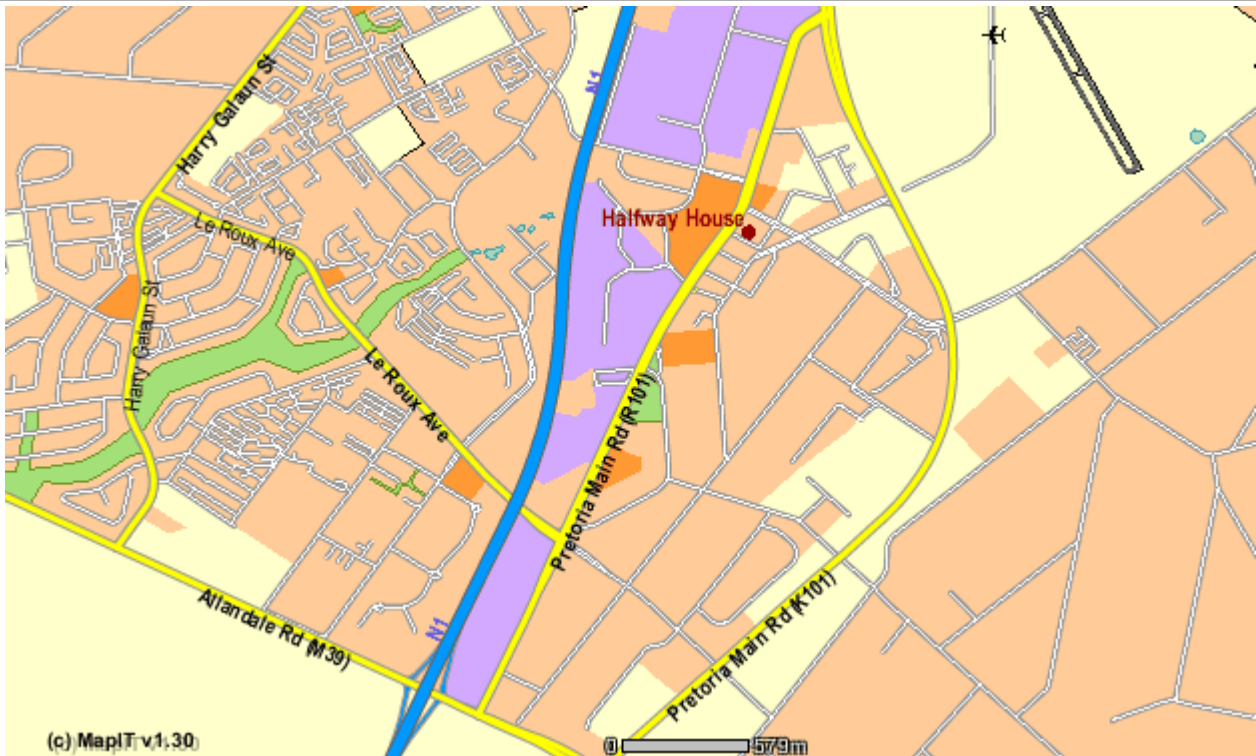 N1
Harry Galaun St
Halfway House
Le Roux Ave
Harry Galaun St
Le Roux Ave
Pretoria Main Rd (R101)
Allandale Rd (M39)
N1
Pretoria Main Rd (K101)
(c) MapIT v1.30
0 579m